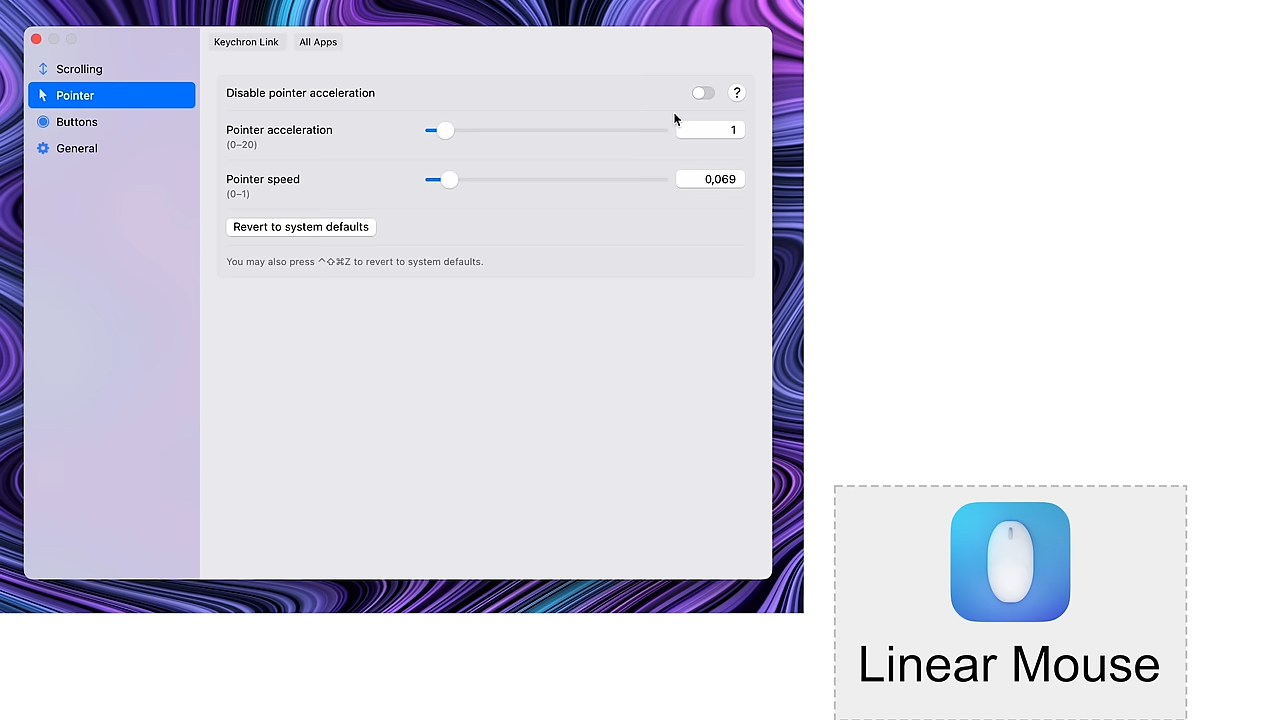 Keychron Link
All Apps
Scrolling
Pointer
Buttons
General
Disable pointer acceleration
?
Pointer acceleration
1
(0–20)
Pointer speed
0,069
(0–1)
Revert to system defaults
You may also press ⌃⇧⌘Z to revert to system defaults.
Linear Mouse